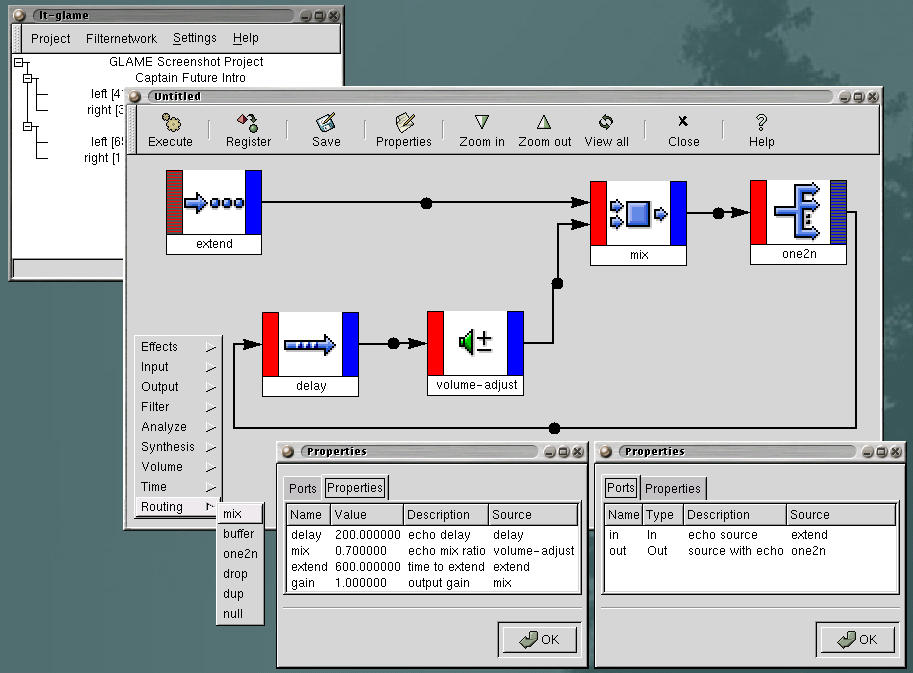 lt-glame
Project Filternetwork Settings Help
GLAME Screenshot Project
Captain Future Intro
left [4
right [3
left [6
right [1
Untitled
Execute Register Save Properties Zoom in Zoom out View all Close Help
extend
mix
one2n
delay
volume-adjust
Effects
Input
Output
Filter
Analyze
Synthesis
Volume
Time
Routing
mix
buffer
one2n
drop
dup
null
Properties
Ports Properties
Name Value Description Source
delay 200.000000 echo delay delay
mix 0.700000 echo mix ratio volume-adjust
extend 600.000000 time to extend extend
gain 1.000000 output gain mix
OK
Properties
Ports Properties
Name Type Description Source
in In echo source extend
out Out source with echo one2n
OK